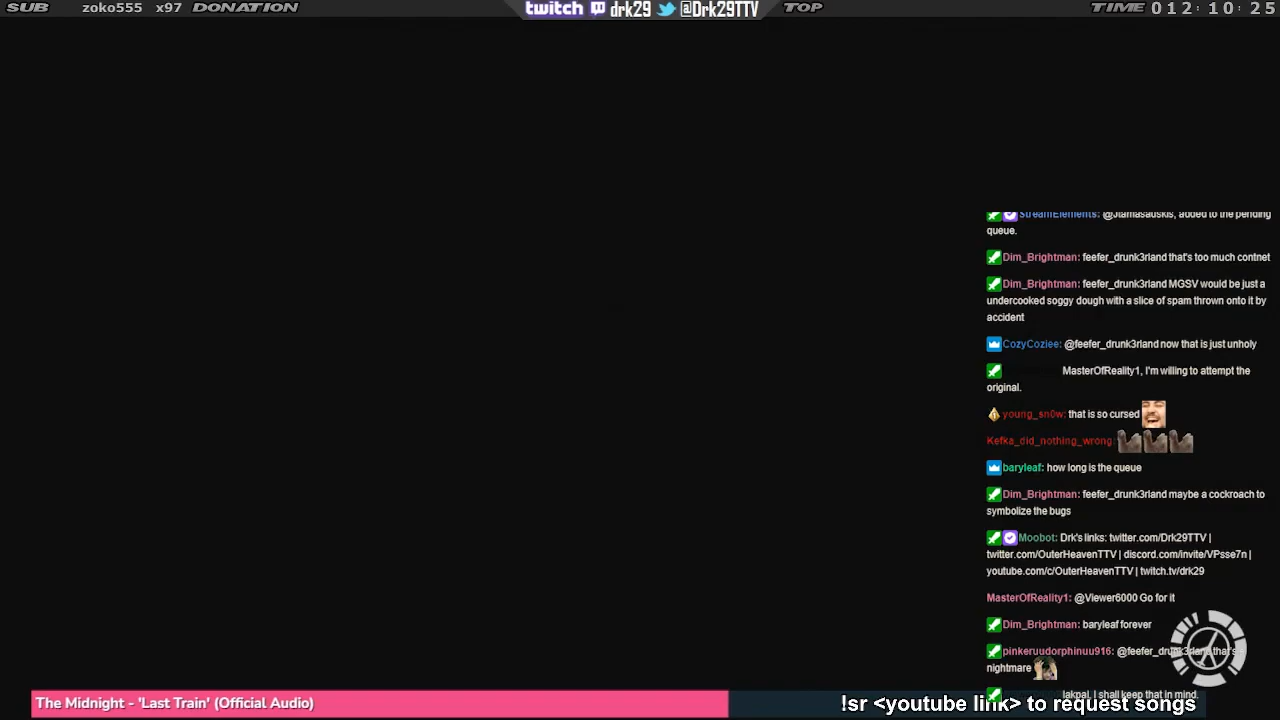 SUB zoko555 x97 DONATION twitch drk29 @Drk29TTV TOP TIME 012:10:25
StreamElements: @Jtamasauskis, added to the pending
queue.
Dim_Brightman: feefer_drunk3rland that's too much contnet
Dim_Brightman: feefer_drunk3rland MGSV would be just a
undercooked soggy dough with a slice of spam thrown onto it by
accident
CozyCoziee: @feefer_drunk3rland now that is just unholy
MasterOfReality1, I'm willing to attempt the
original.
young_sn0w: that is so cursed
Kefka_did_nothing_wrong:
baryleaf: how long is the queue
Dim_Brightman: feefer_drunk3rland maybe a cockroach to
symbolize the bugs
Moobot: Drk's links: twitter.com/Drk29TTV |
twitter.com/OuterHeavenTTV | discord.com/invite/VPsse7n |
youtube.com/c/OuterHeavenTTV | twitch.tv/drk29
MasterOfReality1: @Viewer6000 Go for it
Dim_Brightman: baryleaf forever
pinkeruudorphinuu916: @feefer_drunk3rland that's a
nightmare
lakpal, I shall keep that in mind.
The Midnight - 'Last Train' (Official Audio)
!sr <youtube link> to request songs